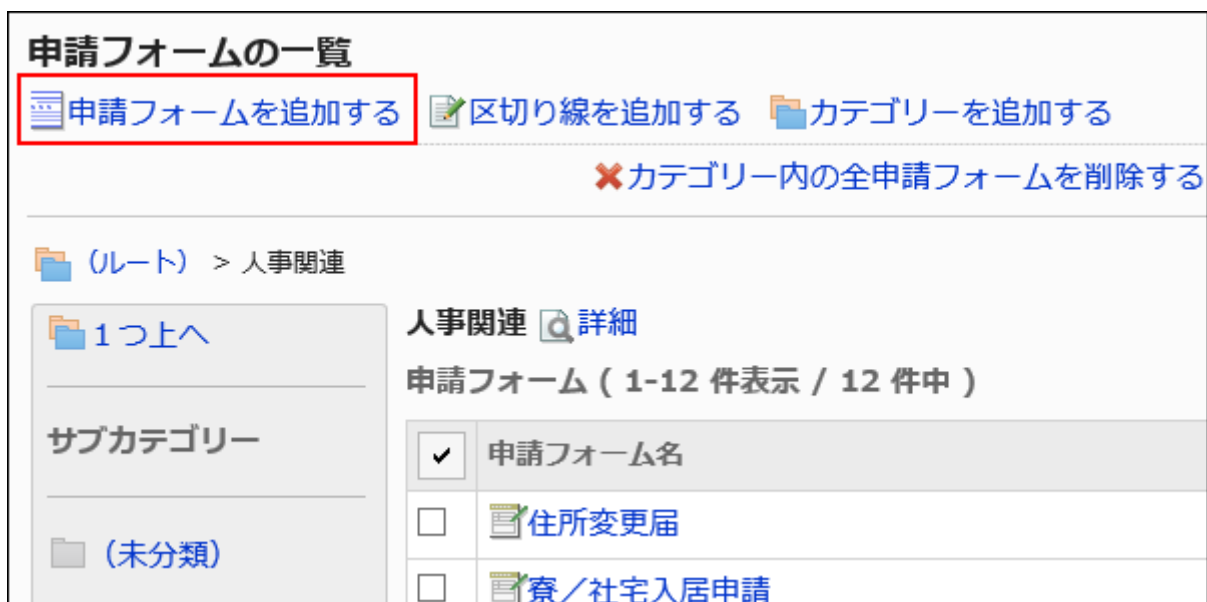 申請フォームの一覧
申請フォームを追加する 区切り線を追加する カテゴリーを追加する
カテゴリー内の全申請フォームを削除する
（ルート） > 人事関連
1つ上へ
サブカテゴリー
（未分類）
人事関連 詳細
申請フォーム ( 1-12 件表示 / 12 件中 )
申請フォーム名
住所変更届
寮／社宅入居申請